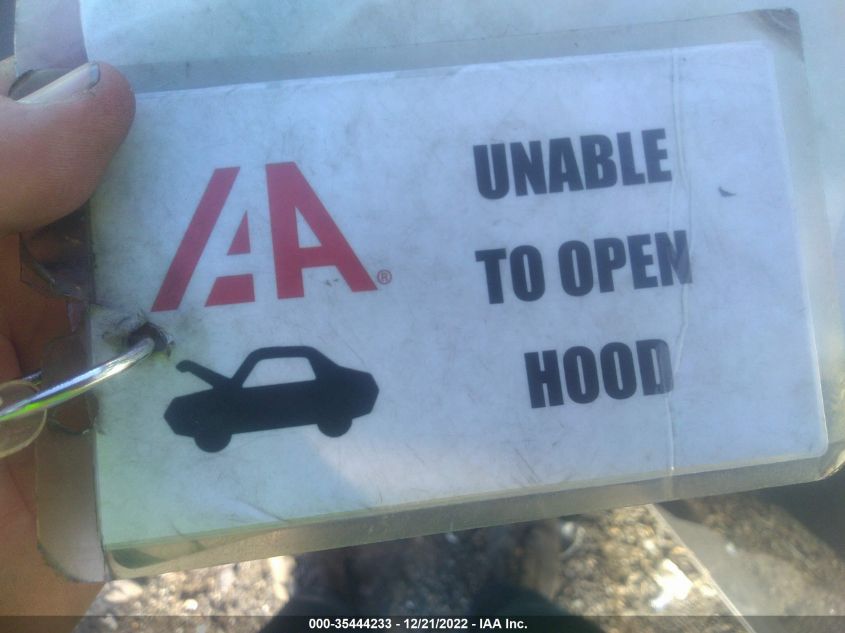 IAA®
UNABLE
TO OPEN
HOOD
000-35444233 - 12/21/2022 - IAA Inc.